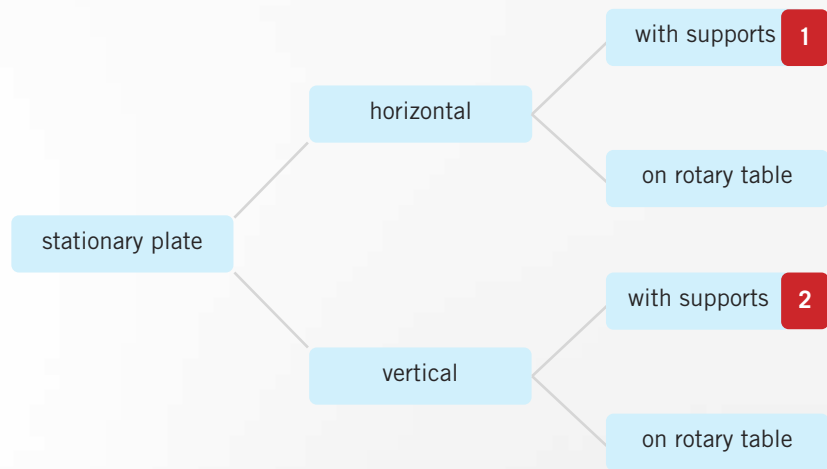 with supports 1
horizontal
on rotary table
stationary plate
with supports 2
vertical
on rotary table